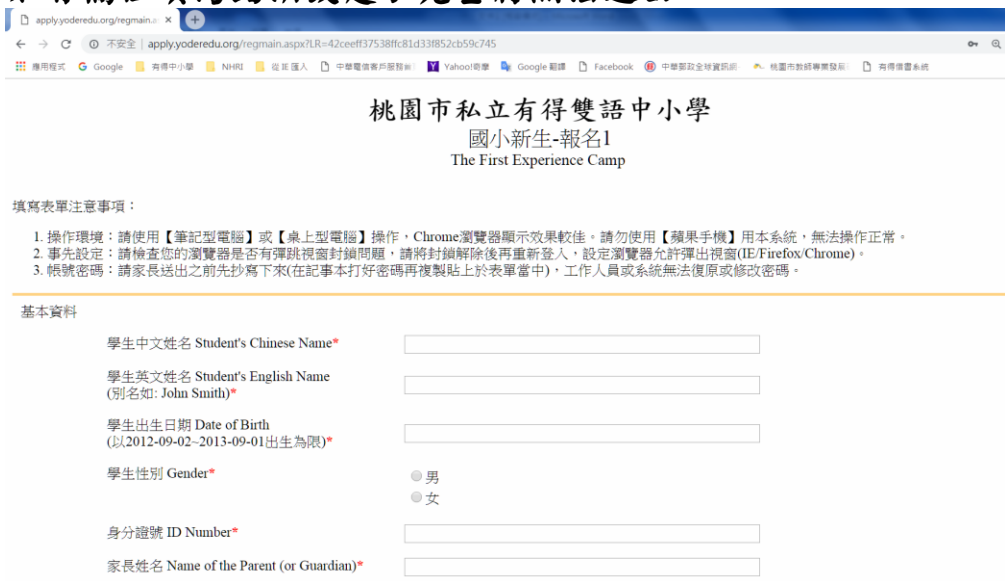 apply.yoderedu.org/regmain.a
不安全 | apply.yoderedu.org/regmain.aspx?LR=42ceeff37538ffc81d33f852cb59c745
應用程式 Google 有得中小學 NHRI 從 匯入 中華電信客戶服務 Yahoo!奇摩 Google 翻譯 Facebook 中華郵政全球資訊網 桃園市教師專業發展 有得借書系統
桃園市私立有得雙語中小學
國小新生-報名1
The First Experience Camp
填寫表單注意事項：
1. 操作環境：請使用【筆記型電腦】或【桌上型電腦】操作，Chrome瀏覽器顯示效果較佳。請勿使用【蘋果手機】用本系統，無法操作正常。
2. 事先設定：請檢查您的瀏覽器是否有彈跳視窗封鎖問題，請將封鎖解除後再重新登入，設定瀏覽器允許彈出視窗(IE/Firefox/Chrome)。
3. 帳號密碼：請家長送出之前先抄寫下來(在記事本打好密碼再複製貼上於表單當中)，工作人員或系統無法復原或修改密碼。
基本資料
學生中文姓名 Student's Chinese Name*
學生英文姓名 Student's English Name
(別名如: John Smith)*
學生出生日期 Date of Birth
(以2012-09-02~2013-09-01出生為限)*
學生性別 Gender*
男
女
身分證號 ID Number*
家長姓名 Name of the Parent (or Guardian)*